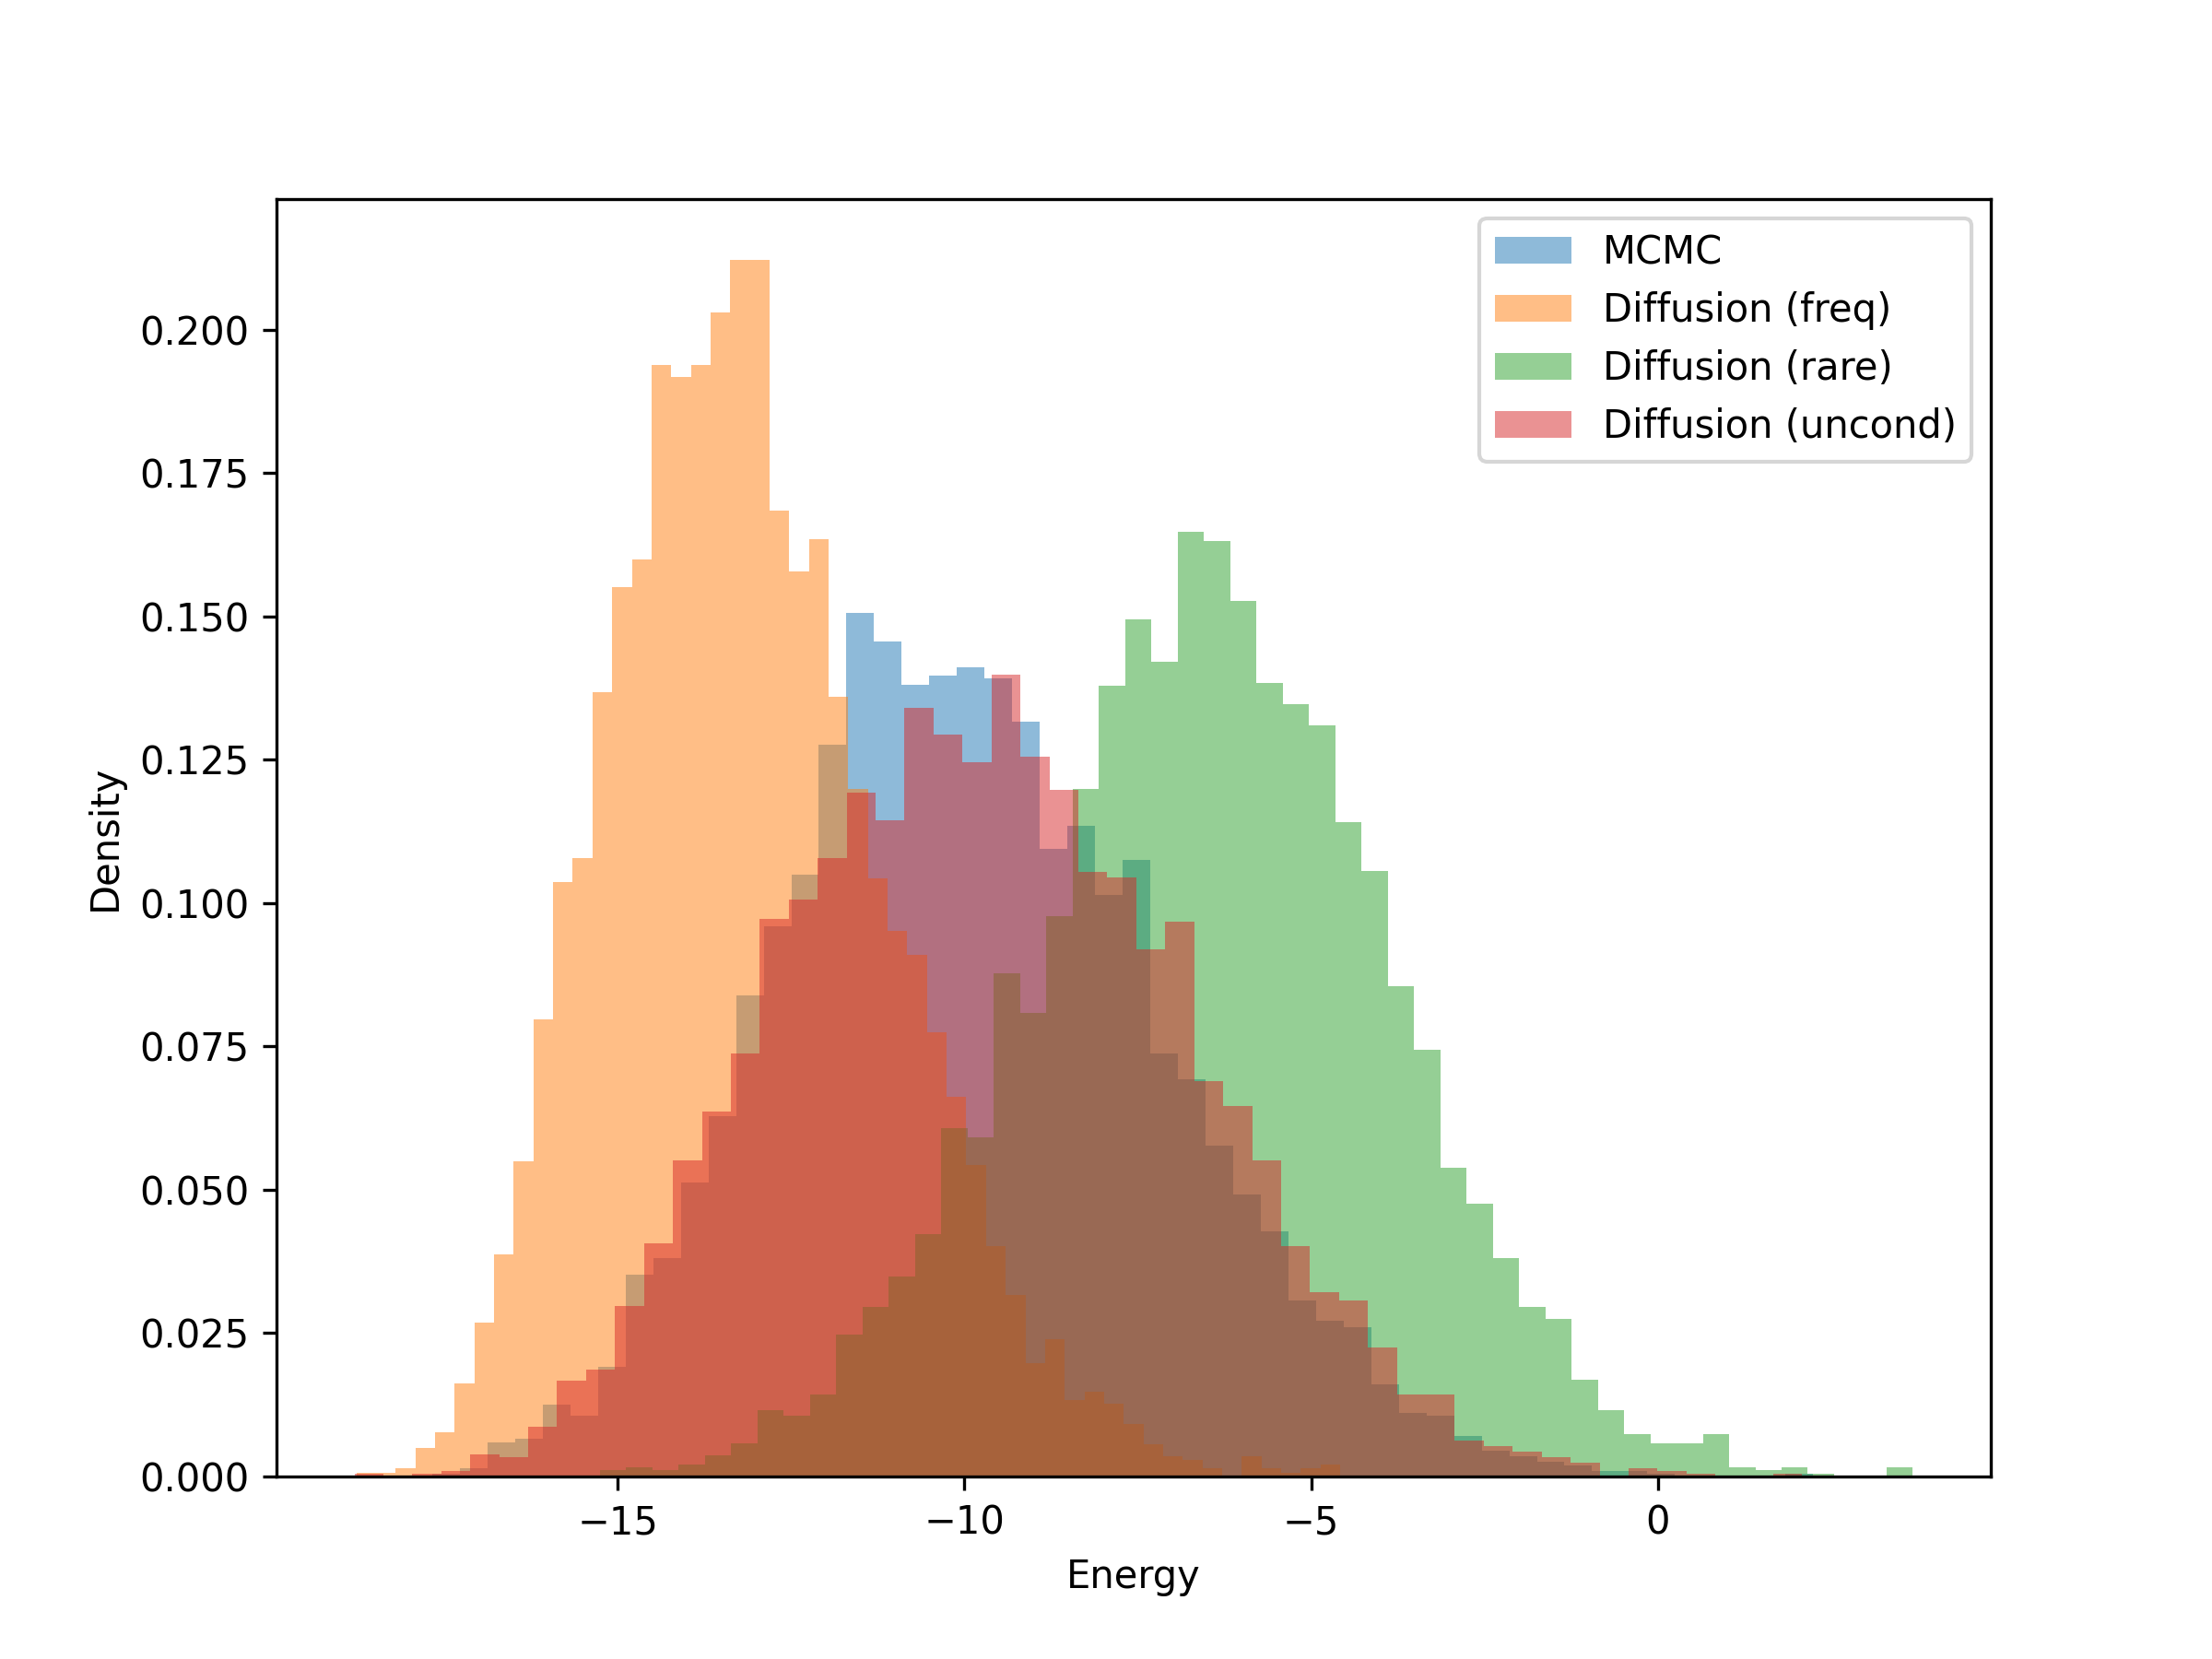 MCMC
Diffusion (freq)
Diffusion (rare)
Diffusion (uncond)
0.200
0.175
0.150
0.125
0.100
0.075
0.050
0.025
0.000
Density
−15 −10 −5 0
Energy